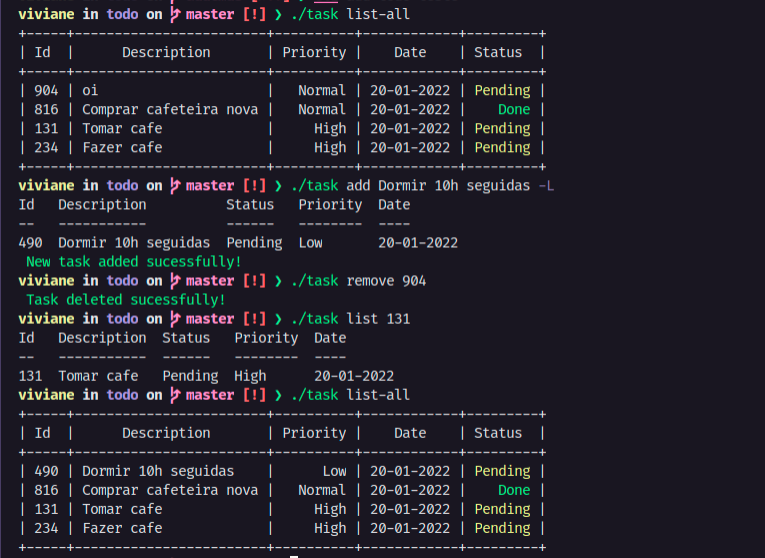 viviane in todo on master [!] ❯ ./task list-all
+-----+------------------------+----------+------------+---------+
| Id  |      Description       | Priority |    Date    | Status  |
+-----+------------------------+----------+------------+---------+
| 904 | oi                     |   Normal | 20-01-2022 | Pending |
| 816 | Comprar cafeteira nova |   Normal | 20-01-2022 |    Done |
| 131 | Tomar cafe             |     High | 20-01-2022 | Pending |
| 234 | Fazer cafe             |     High | 20-01-2022 | Pending |
+-----+------------------------+----------+------------+---------+
viviane in todo on master [!] ❯ ./task add Dormir 10h seguidas -L
Id   Description          Status   Priority  Date
--   -----------          ------   --------  ----
490  Dormir 10h seguidas  Pending  Low       20-01-2022
 New task added sucessfully!
viviane in todo on master [!] ❯ ./task remove 904
 Task deleted sucessfully!
viviane in todo on master [!] ❯ ./task list 131
Id   Description  Status   Priority  Date
--   -----------  ------   --------  ----
131  Tomar cafe   Pending  High      20-01-2022
viviane in todo on master [!] ❯ ./task list-all
+-----+------------------------+----------+------------+---------+
| Id  |      Description       | Priority |    Date    | Status  |
+-----+------------------------+----------+------------+---------+
| 490 | Dormir 10h seguidas    |      Low | 20-01-2022 | Pending |
| 816 | Comprar cafeteira nova |   Normal | 20-01-2022 |    Done |
| 131 | Tomar cafe             |     High | 20-01-2022 | Pending |
| 234 | Fazer cafe             |     High | 20-01-2022 | Pending |
+-----+------------------------+----------+------------+---------+